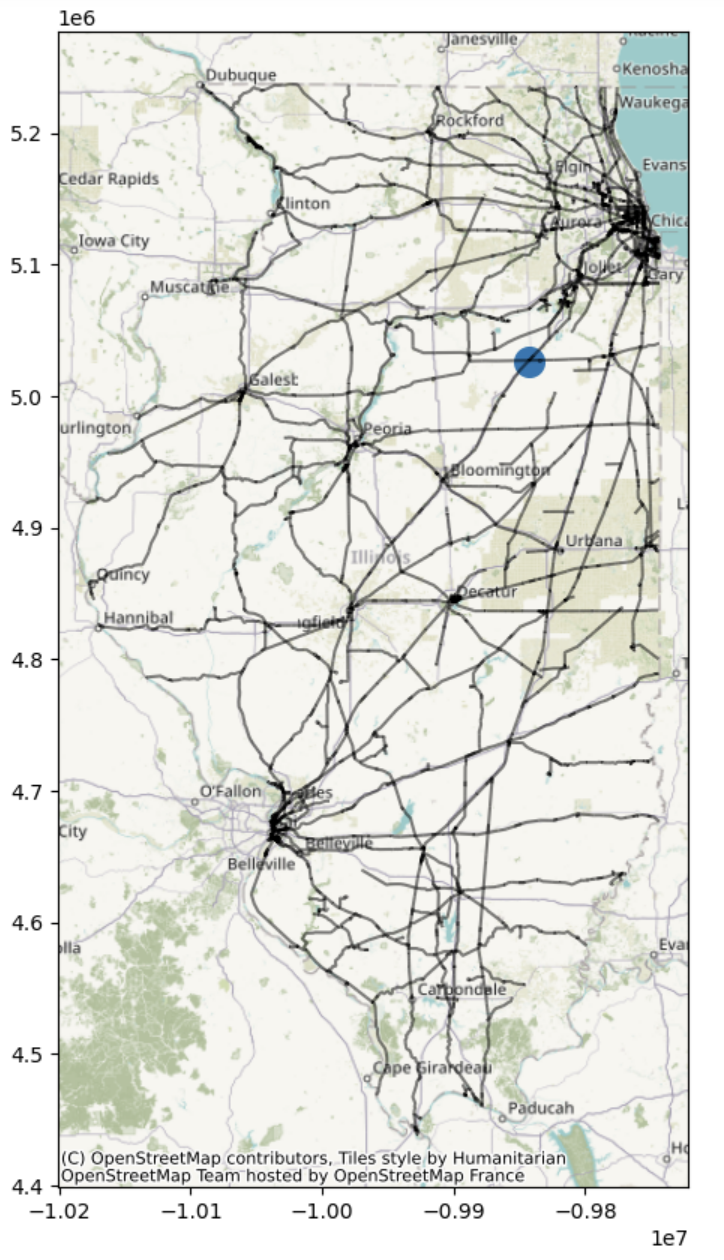 1e6
Janesville
Kenosha
Dubuque
Waukega
5.2
Rockford
Elgin
Evans
Cedar Rapids
Clinton
Aurora
Chica
Iowa City
5.1
Joliet
Gary
Muscatine
5.0
Galesb
urlington
Peoria
Bloomington
4.9
Urbana
Illinois
Quincy
Decatur
Hannibal
ngfield
4.8
4.7
O'Fallon
City
Belleville
Belleville
4.6
olla
Evan
Carbondale
4.5
Cape Girardeau
Paducah
Ho
(C) OpenStreetMap contributors, Tiles style by Humanitarian
OpenStreetMap Team hosted by OpenStreetMap France
4.4
−1.02 −1.01 −1.00 −0.99 −0.98
1e7